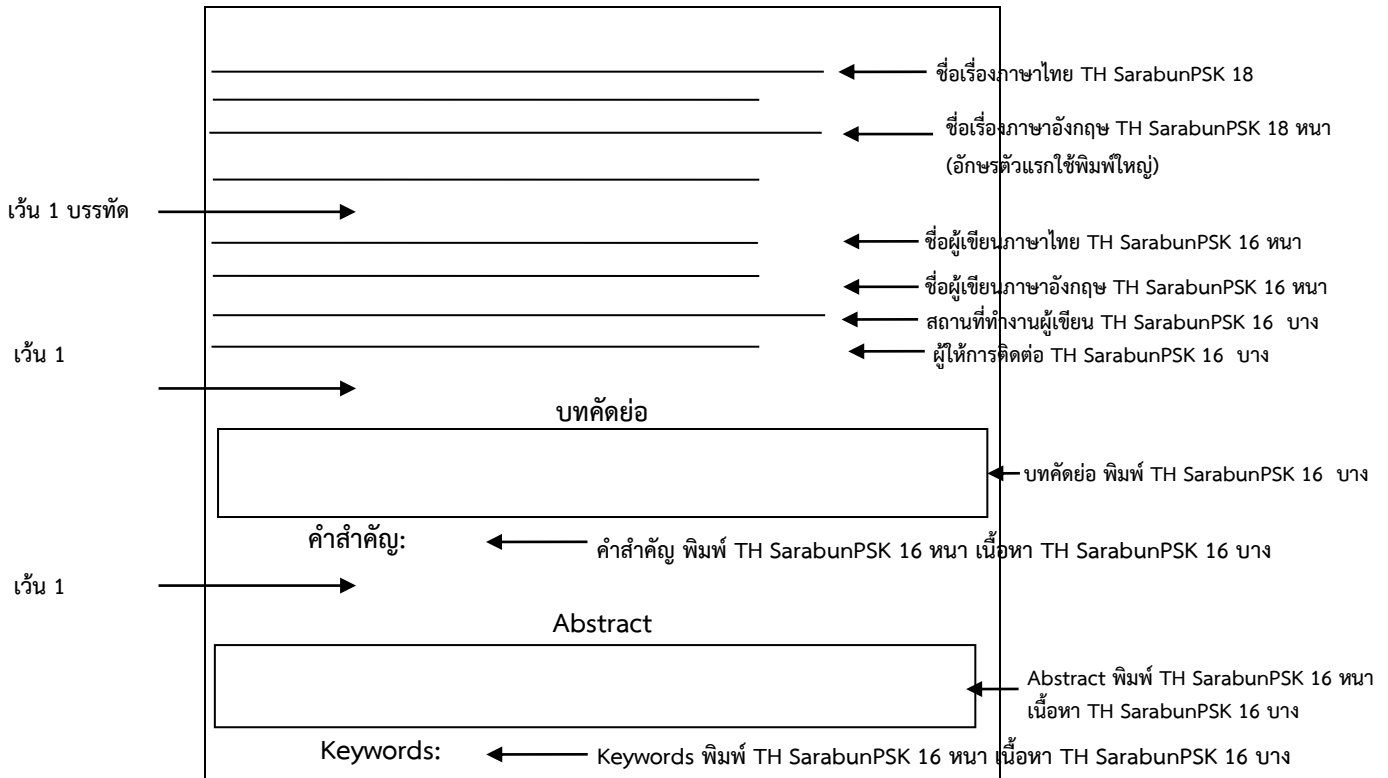 ชื่อเรื่องภาษาไทย TH SarabunPSK 18
ชื่อเรื่องภาษาอังกฤษ TH SarabunPSK 18 หนา
(อักษรตัวแรกใช้พิมพ์ใหญ่)
เว้น 1 บรรทัด
ชื่อผู้เขียนภาษาไทย TH SarabunPSK 16 หนา
ชื่อผู้เขียนภาษาอังกฤษ TH SarabunPSK 16 หนา
สถานที่ทำงานผู้เขียน TH SarabunPSK 16 บาง
เว้น 1
ผู้ให้การติดต่อ TH SarabunPSK 16 บาง
บทคัดย่อ
บทคัดย่อ พิมพ์ TH SarabunPSK 16 บาง
คำสำคัญ:
คำสำคัญ พิมพ์ TH SarabunPSK 16 หนา เนื้อหา TH SarabunPSK 16 บาง
เว้น 1
Abstract
Abstract พิมพ์ TH SarabunPSK 16 หนา
เนื้อหา TH SarabunPSK 16 บาง
Keywords:
Keywords พิมพ์ TH SarabunPSK 16 หนา เนื้อหา TH SarabunPSK 16 บาง